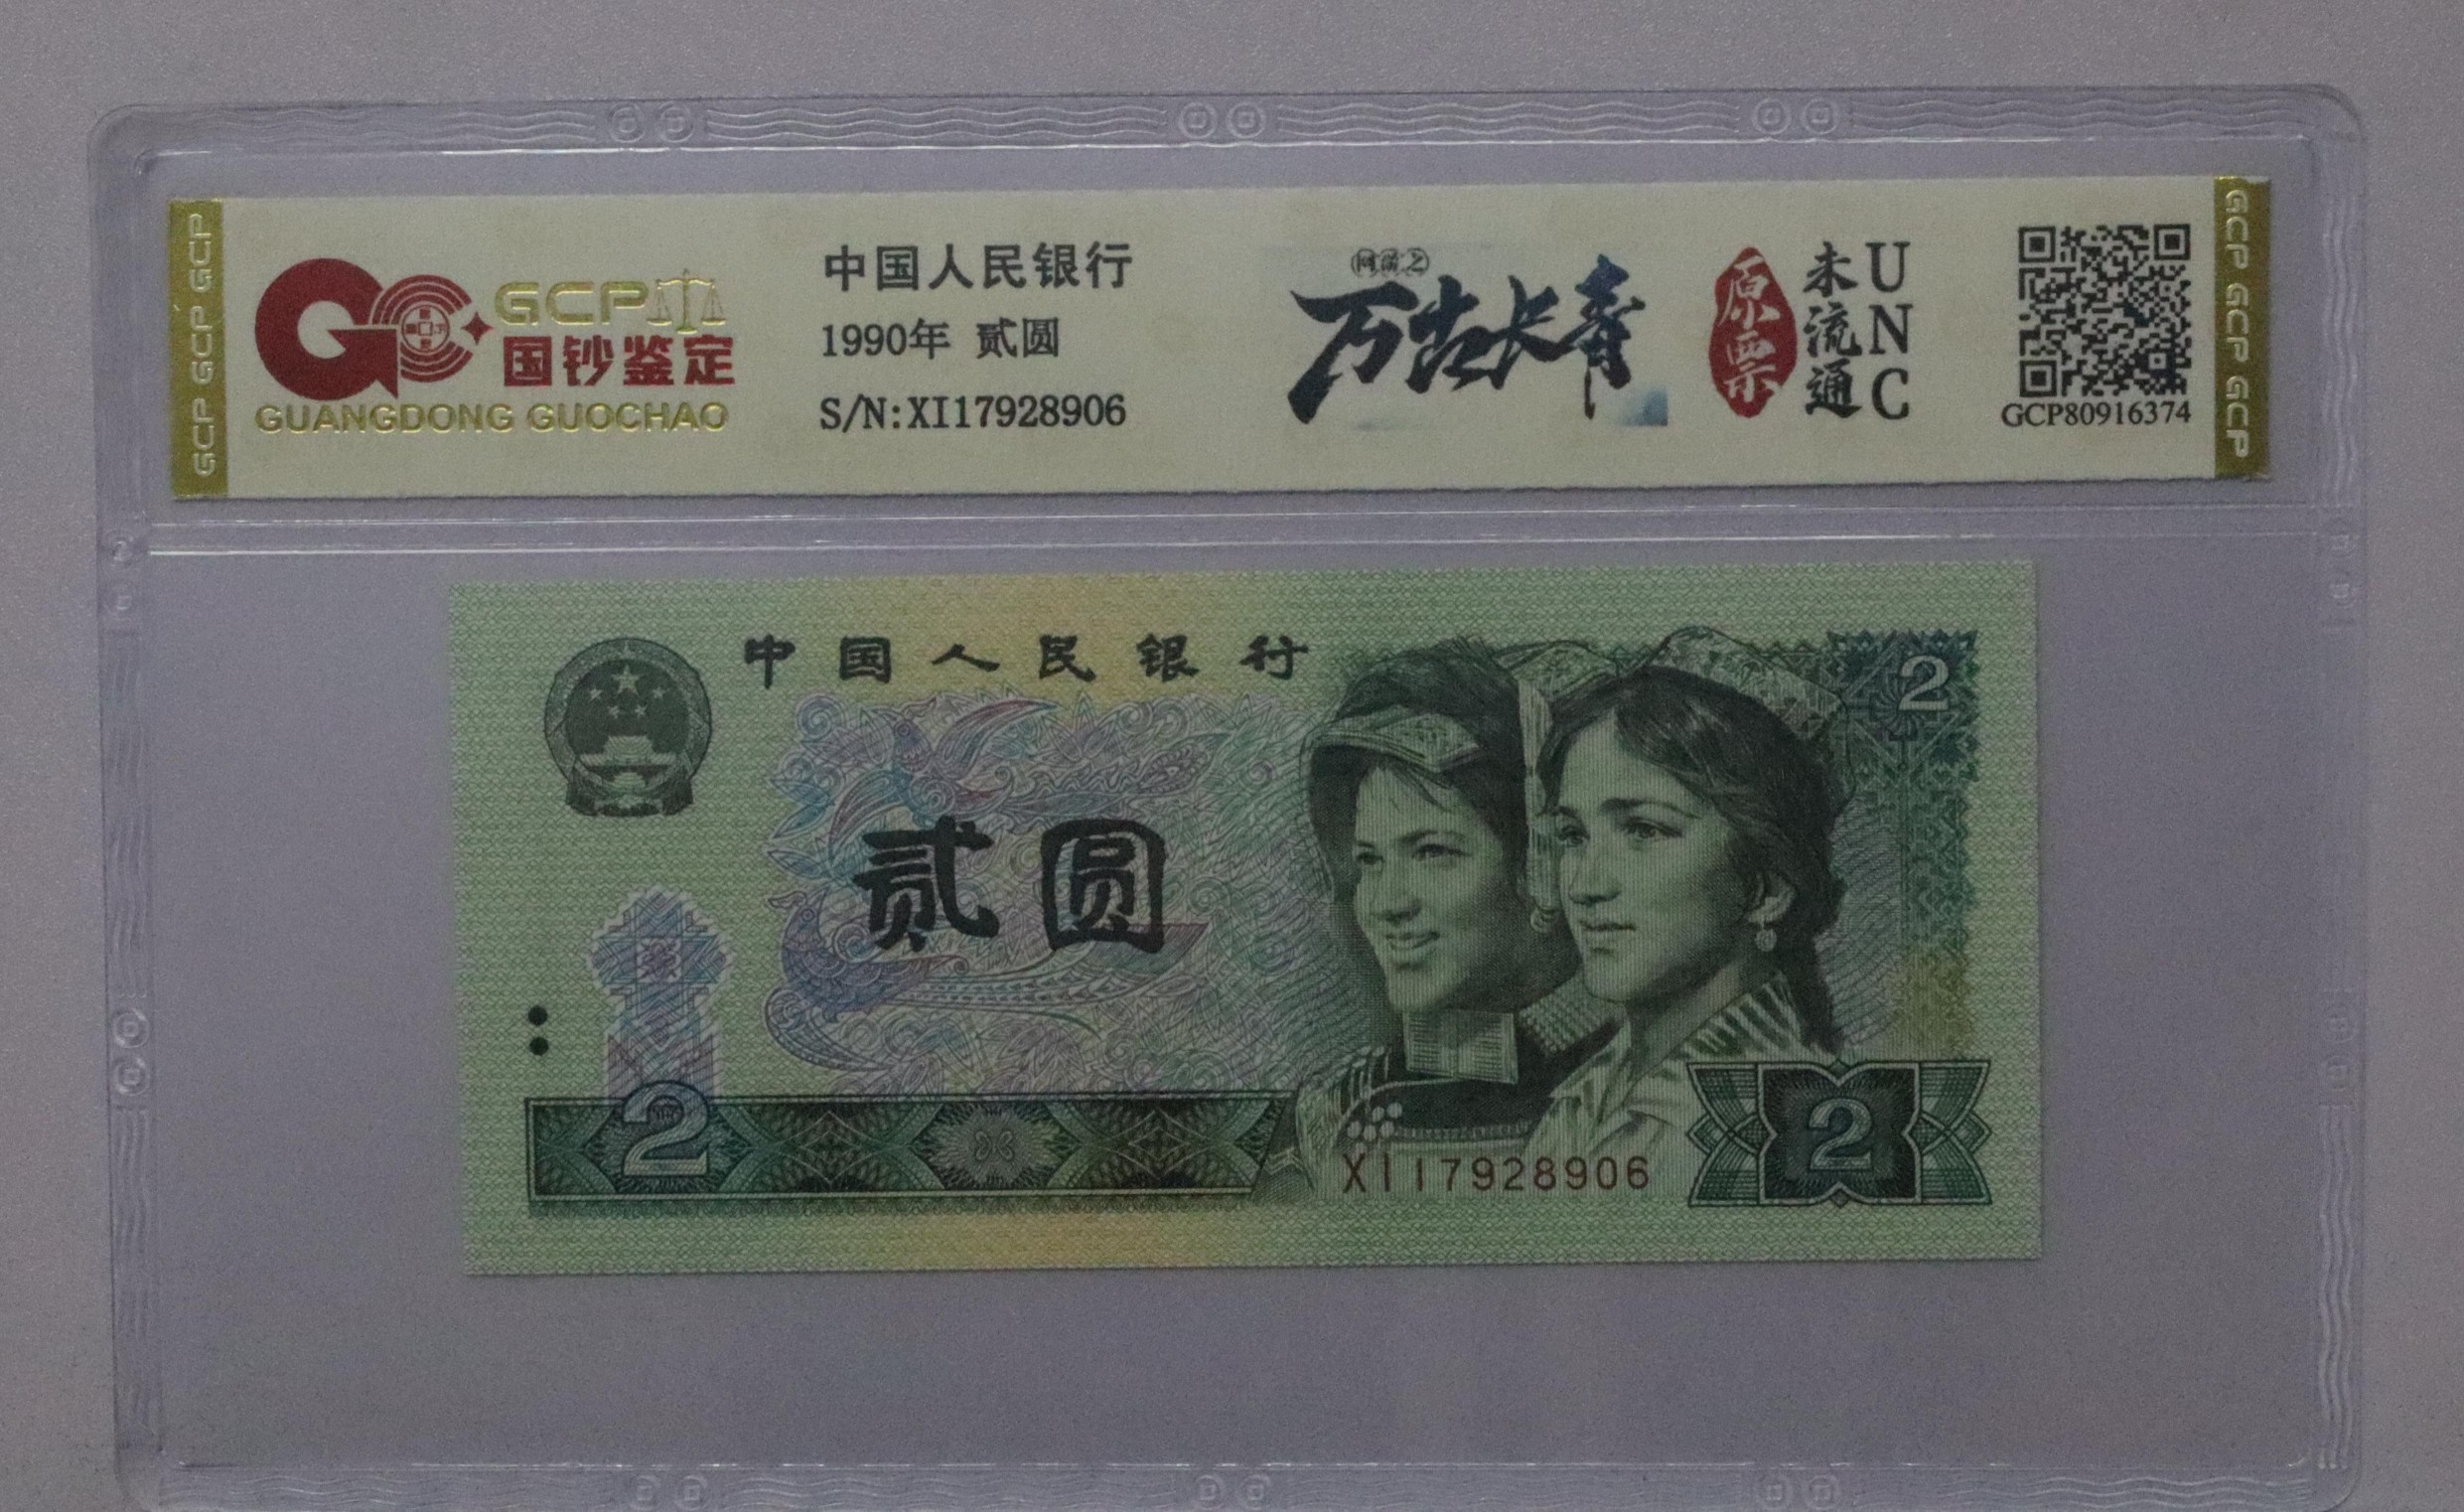 GCP GCP GCP
GCP
国钞鉴定
GUANGDONG GUOCHAO
中国人民银行
1990年 贰圆
S/N:XI17928906
万古长青
原票
未流通
UNC
GCP80916374
GCP GCP GCP
中国人民银行
2
贰圆
2
XI17928906
2